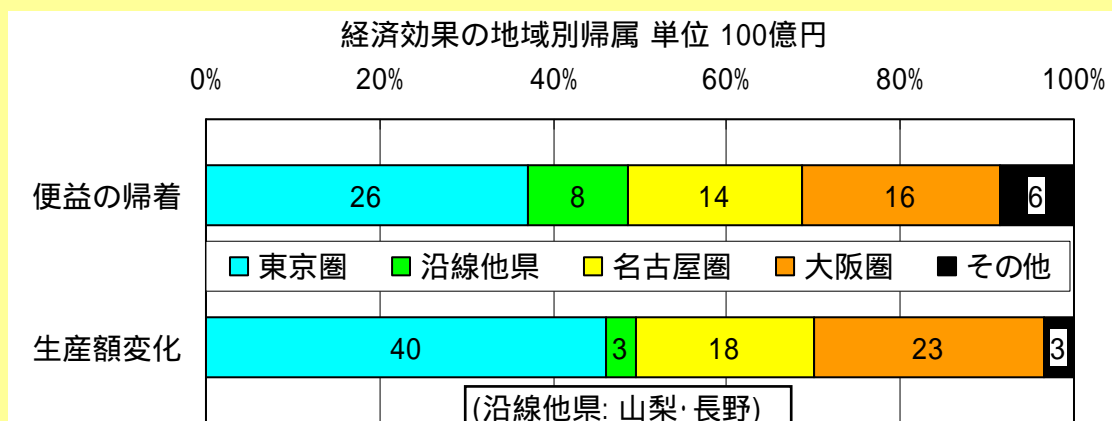 経済効果の地域別帰属 単位 100億円
0% 20% 40% 60% 80% 100%
便益の帰着 26 8 14 16 6
東京圏 沿線他県 名古屋圏 大阪圏 その他
生産額変化 40 3 18 23 3
(沿線他県: 山梨･長野)